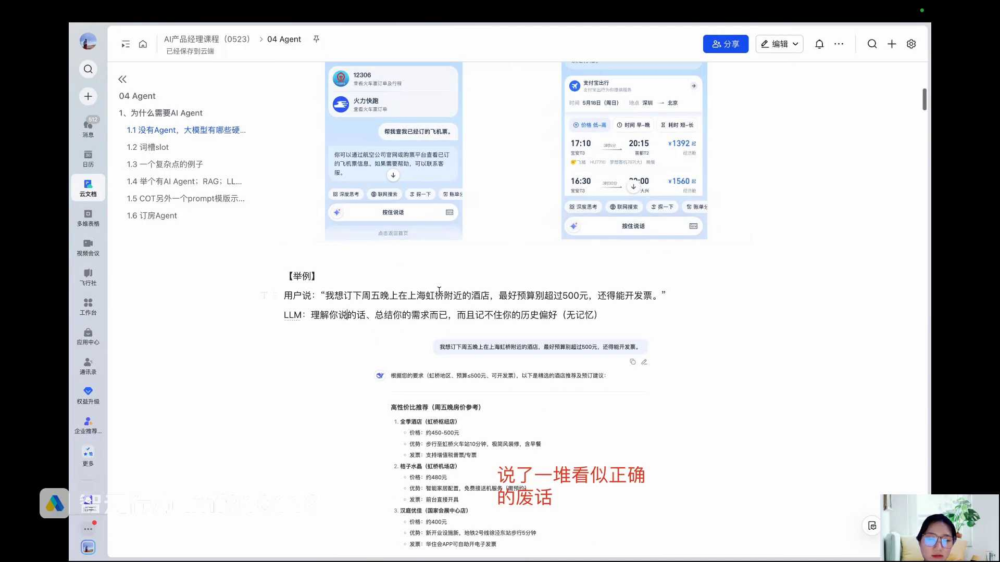 AI产品经理课程（0523） > 04 Agent
已经保存到云端
分享
编辑
512
消息
30
日历
云文档
多维表格
视频会议
飞行社
工作台
应用中心
通讯录
权益升级
企业推荐...
更多
04 Agent
1、为什么需要AI Agent
1.1 没有Agent，大模型有哪些硬...
1.2 词槽slot
1.3 一个复杂点的例子
1.4 举个有AI Agent；RAG；LL...
1.5 COT另外一个prompt模版示...
1.6 订房Agent
12306
查看火车票订单及行程
火力快跑
查看火车票订单
帮我查我已经订的飞机票。
你可以通过航空公司官网或购票平台查看已订
的飞机票信息。如果需要帮助，可以联系客
服。
深度思考 联网搜索 探一下 账单分
按住说话
点击返回首页
支付宝出行
支付宝出行为你提供服务
时间 5月18日（周日） 地点 深圳 → 北京
价格 低-高 时间 早-晚 耗时 短-长
17:10 3时5分 20:15 ¥1392 起
宝安T3 首都T2 经济舱
飞猪 HU7710 梦想客机787(大) 晚餐
16:30 3时30分 :00 ¥1560 起
宝安T3 大兴 经济舱
深度思考 联网搜索 探一下 账单分
按住说话
【举例】
用户说：“我想订下周五晚上在上海虹桥附近的酒店，最好预算别超过500元，还得能开发票。”
LLM：理解你说的话、总结你的需求而已，而且记不住你的历史偏好（无记忆）
我想订下周五晚上在上海虹桥附近的酒店，最好预算别超过500元，还得能开发票。
根据您的要求（虹桥地区、预算≤500元、可开发票），以下是精选的酒店推荐及预订建议：
高性价比推荐（周五晚房价参考）
1. 全季酒店（虹桥枢纽店）
价格：约450-500元
优势：步行至虹桥火车站10分钟，极简风装修，含早餐
发票：支持增值税普票/专票
2. 桔子水晶（虹桥机场店）
价格：约480元
优势：智能家居配置，免费接送机服务（需预约）
发票：前台直接开具
3. 汉庭优佳（国家会展中心店）
价格：约400元
优势：新开业设施新，地铁2号线徐泾东站步行5分钟
发票：华住会APP可自助开电子发票
说了一堆看似正确
的废话